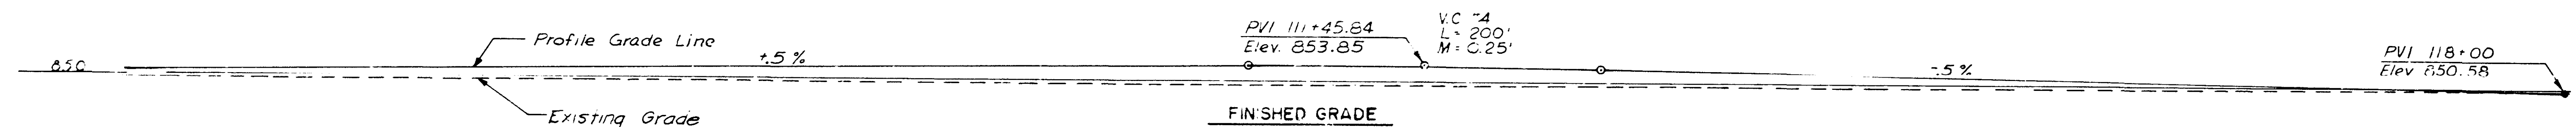 850
Profile Grade Line
+.5 %
PVI 111+45.84
Elev. 853.85
V.C. -4
L = 200'
M = 0.25'
-.5 %
PVI 118+00
Elev 850.58
Existing Grade
FINISHED GRADE